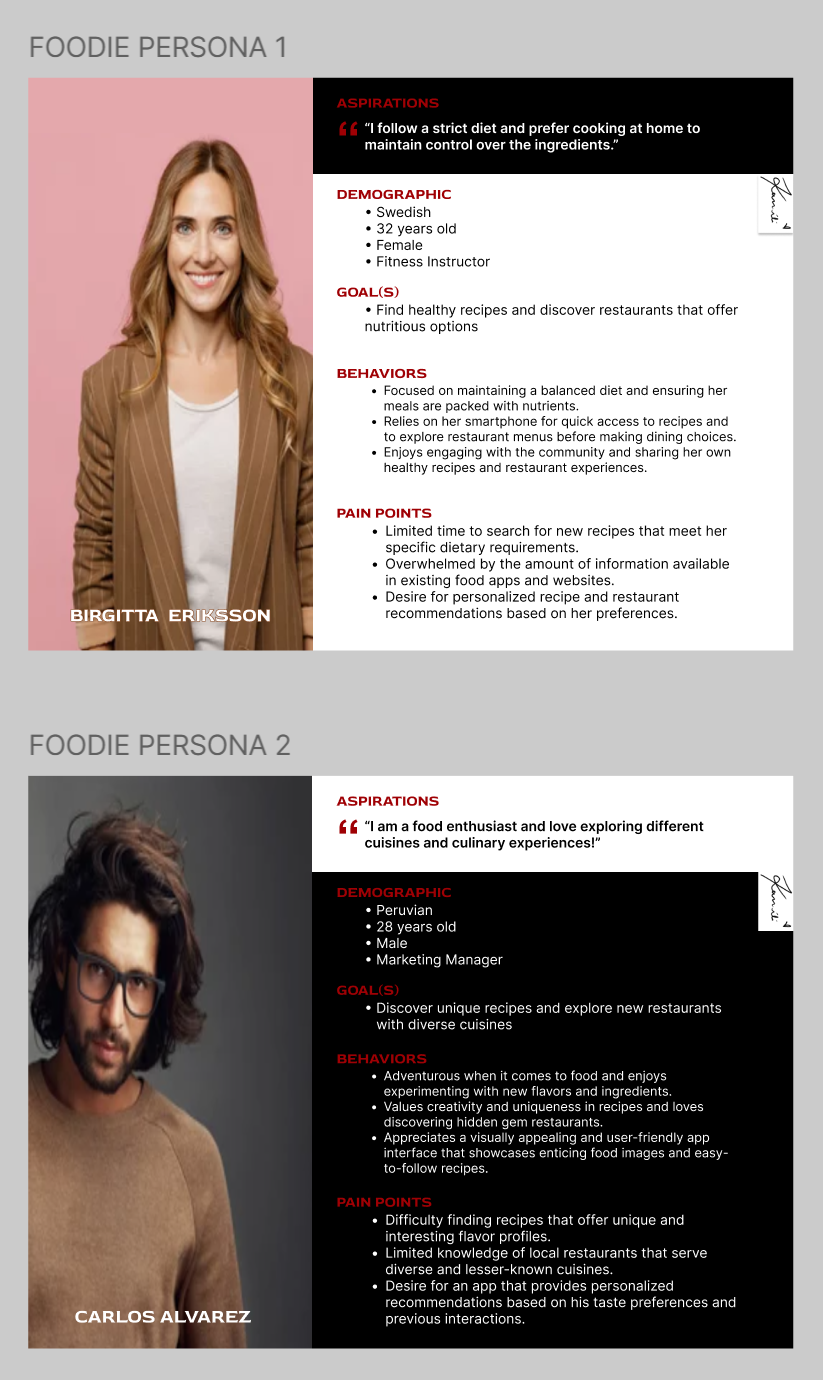 FOODIE PERSONA 1
ASPIRATIONS
“I follow a strict diet and prefer cooking at home to
maintain control over the ingredients.”
DEMOGRAPHIC
• Swedish
• 32 years old
• Female
• Fitness Instructor
GOAL(S)
• Find healthy recipes and discover restaurants that offer
nutritious options
BEHAVIORS
• Focused on maintaining a balanced diet and ensuring her
meals are packed with nutrients.
• Relies on her smartphone for quick access to recipes and
to explore restaurant menus before making dining choices.
• Enjoys engaging with the community and sharing her own
healthy recipes and restaurant experiences.
PAIN POINTS
• Limited time to search for new recipes that meet her
specific dietary requirements.
• Overwhelmed by the amount of information available
in existing food apps and websites.
• Desire for personalized recipe and restaurant
recommendations based on her preferences.
BIRGITTA ERIKSSON
FOODIE PERSONA 2
ASPIRATIONS
“I am a food enthusiast and love exploring different
cuisines and culinary experiences!”
DEMOGRAPHIC
• Peruvian
• 28 years old
• Male
• Marketing Manager
GOAL(S)
• Discover unique recipes and explore new restaurants
with diverse cuisines
BEHAVIORS
• Adventurous when it comes to food and enjoys
experimenting with new flavors and ingredients.
• Values creativity and uniqueness in recipes and loves
discovering hidden gem restaurants.
• Appreciates a visually appealing and user-friendly app
interface that showcases enticing food images and easy-
to-follow recipes.
PAIN POINTS
• Difficulty finding recipes that offer unique and
interesting flavor profiles.
• Limited knowledge of local restaurants that serve
diverse and lesser-known cuisines.
• Desire for an app that provides personalized
recommendations based on his taste preferences and
previous interactions.
CARLOS ALVAREZ